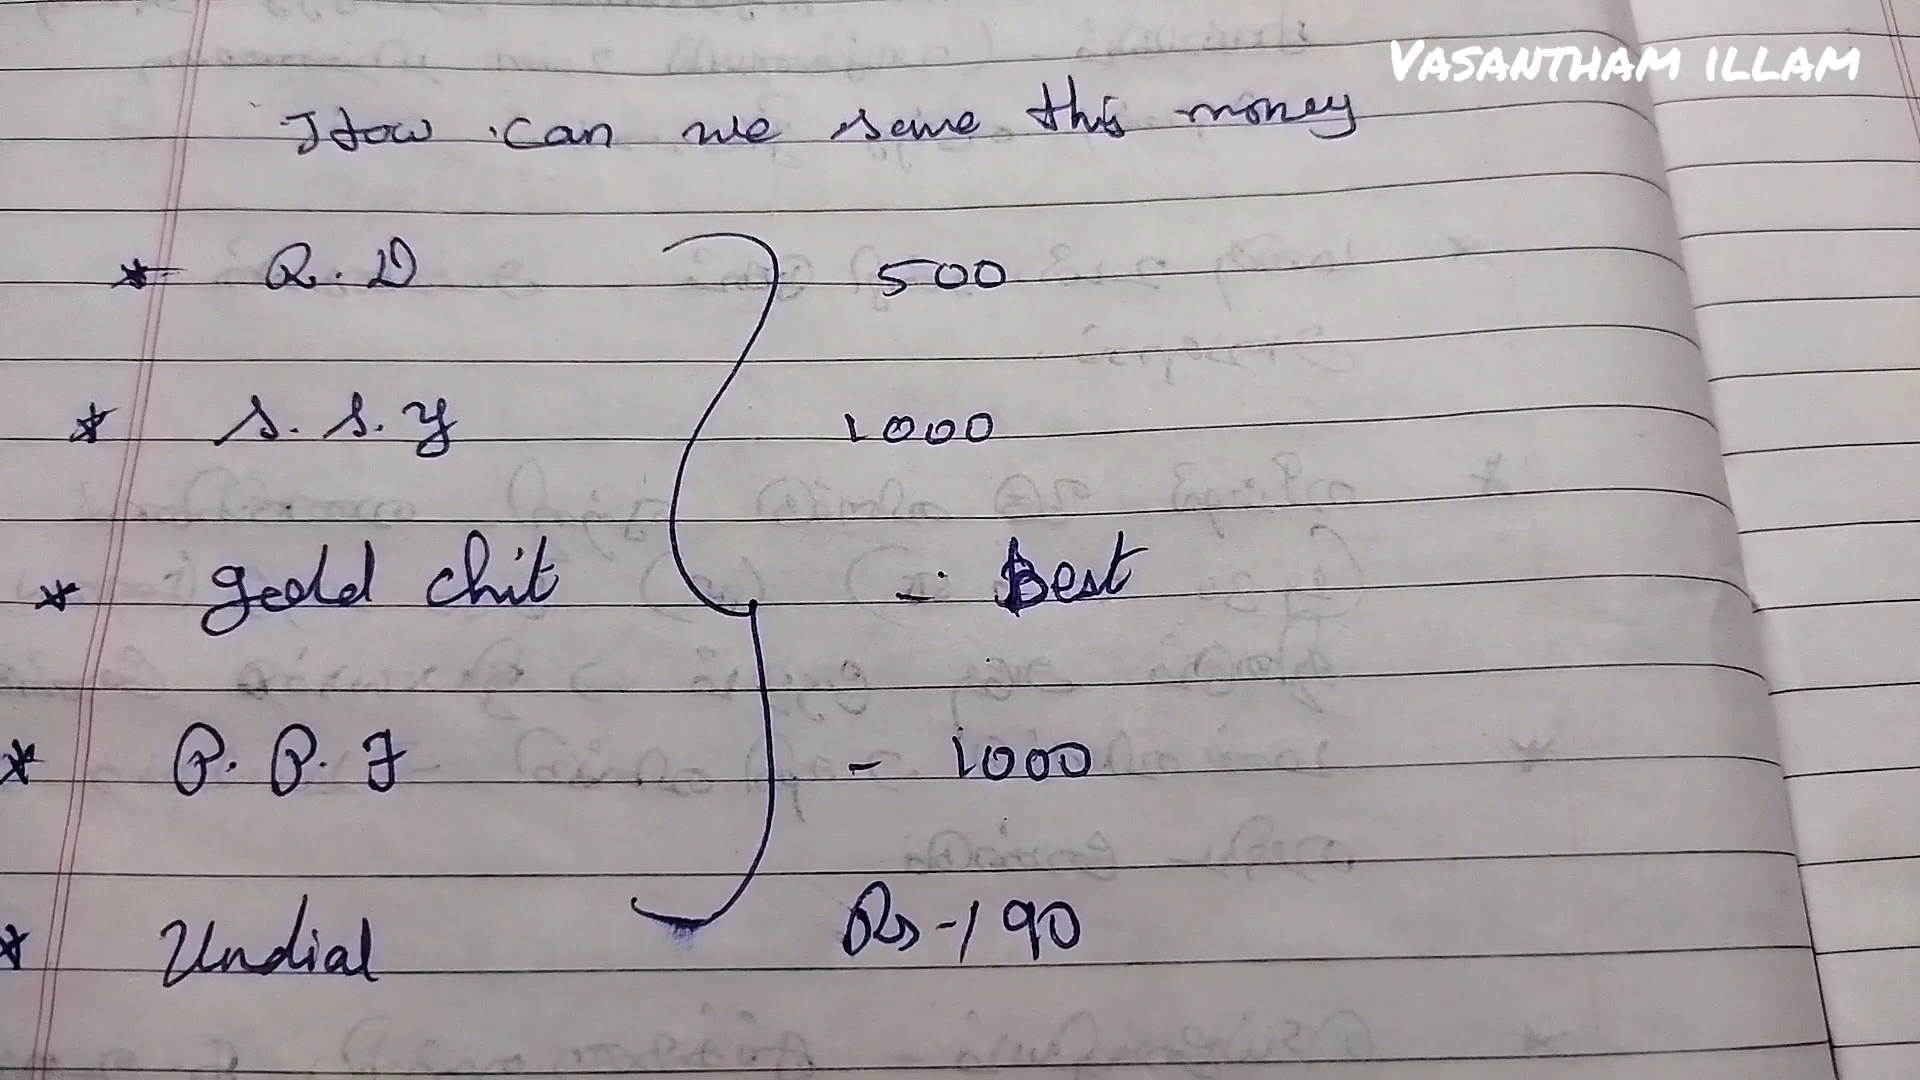 VASANTHAM ILLAM
How can we save this money
* R. D 500
* S. S. Y 1000
* gold chit - Best
* P. P. F - 1000
* Undial Rs - 190